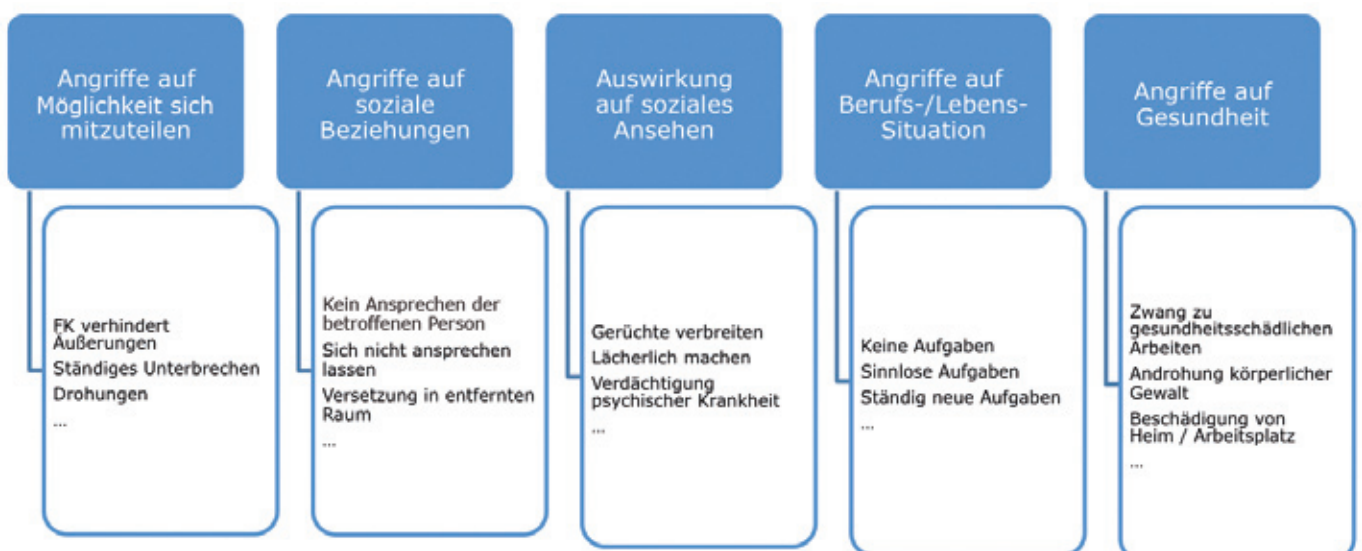 Angriffe auf
Möglichkeit sich
mitzuteilen
FK verhindert
Äußerungen
Ständiges Unterbrechen
Drohungen
...
Angriffe auf
soziale
Beziehungen
Kein Ansprechen der
betroffenen Person
Sich nicht ansprechen
lassen
Versetzung in entfernten
Raum
...
Auswirkung
auf soziales
Ansehen
Gerüchte verbreiten
Lächerlich machen
Verdächtigung
psychischer Krankheit
...
Angriffe auf
Berufs-/Lebens-
Situation
Keine Aufgaben
Sinnlose Aufgaben
Ständig neue Aufgaben
...
Angriffe auf
Gesundheit
Zwang zu
gesundheitsschädlichen
Arbeiten
Androhung körperlicher
Gewalt
Beschädigung von
Heim / Arbeitsplatz
...